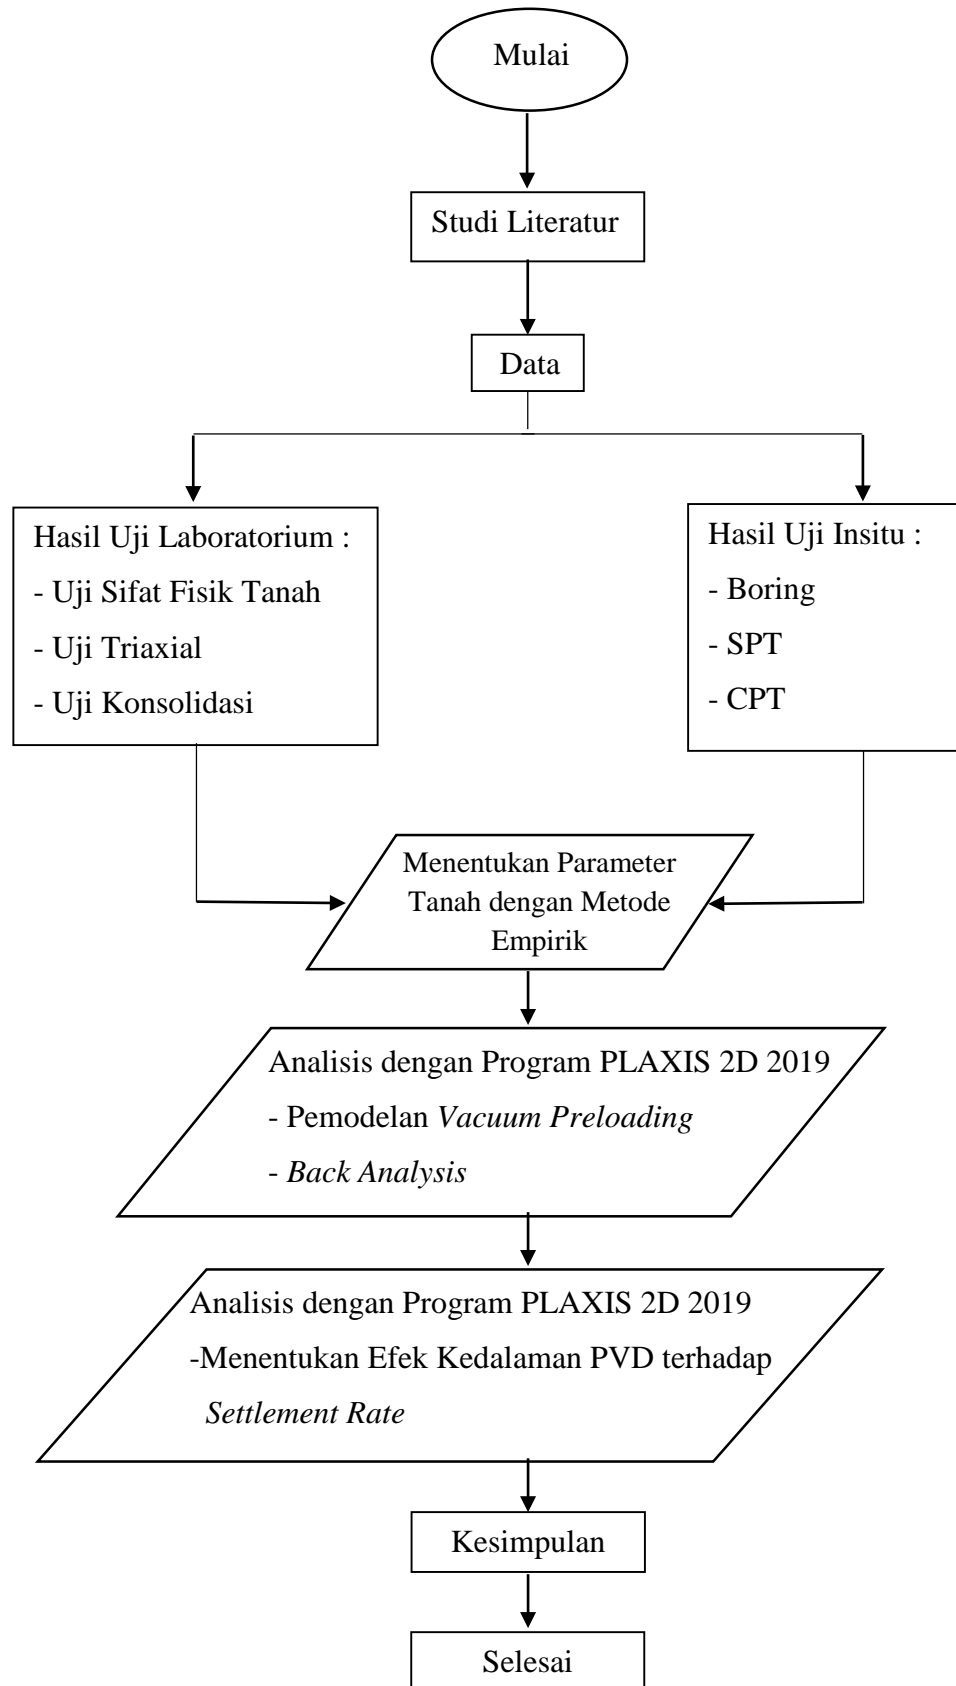 Mulai
Studi Literatur
Data
Hasil Uji Laboratorium :
- Uji Sifat Fisik Tanah
- Uji Triaxial
- Uji Konsolidasi
Hasil Uji Insitu :
- Boring
- SPT
- CPT
Menentukan Parameter
Tanah dengan Metode
Empirik
Analisis dengan Program PLAXIS 2D 2019
- Pemodelan Vacuum Preloading
- Back Analysis
Analisis dengan Program PLAXIS 2D 2019
-Menentukan Efek Kedalaman PVD terhadap
Settlement Rate
Kesimpulan
Selesai